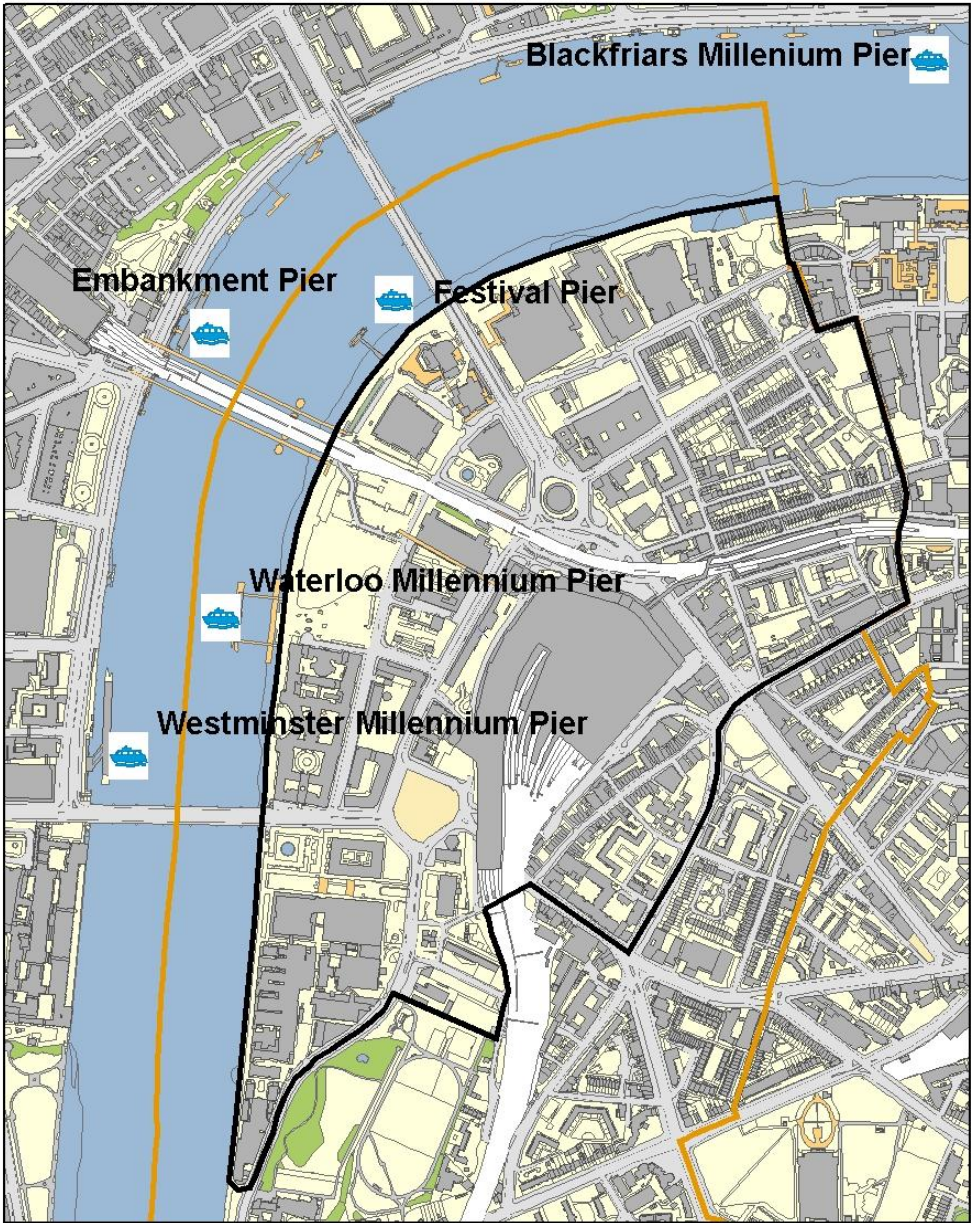 Blackfriars Millenium Pier
Embankment Pier
Festival Pier
Waterloo Millennium Pier
Westminster Millennium Pier